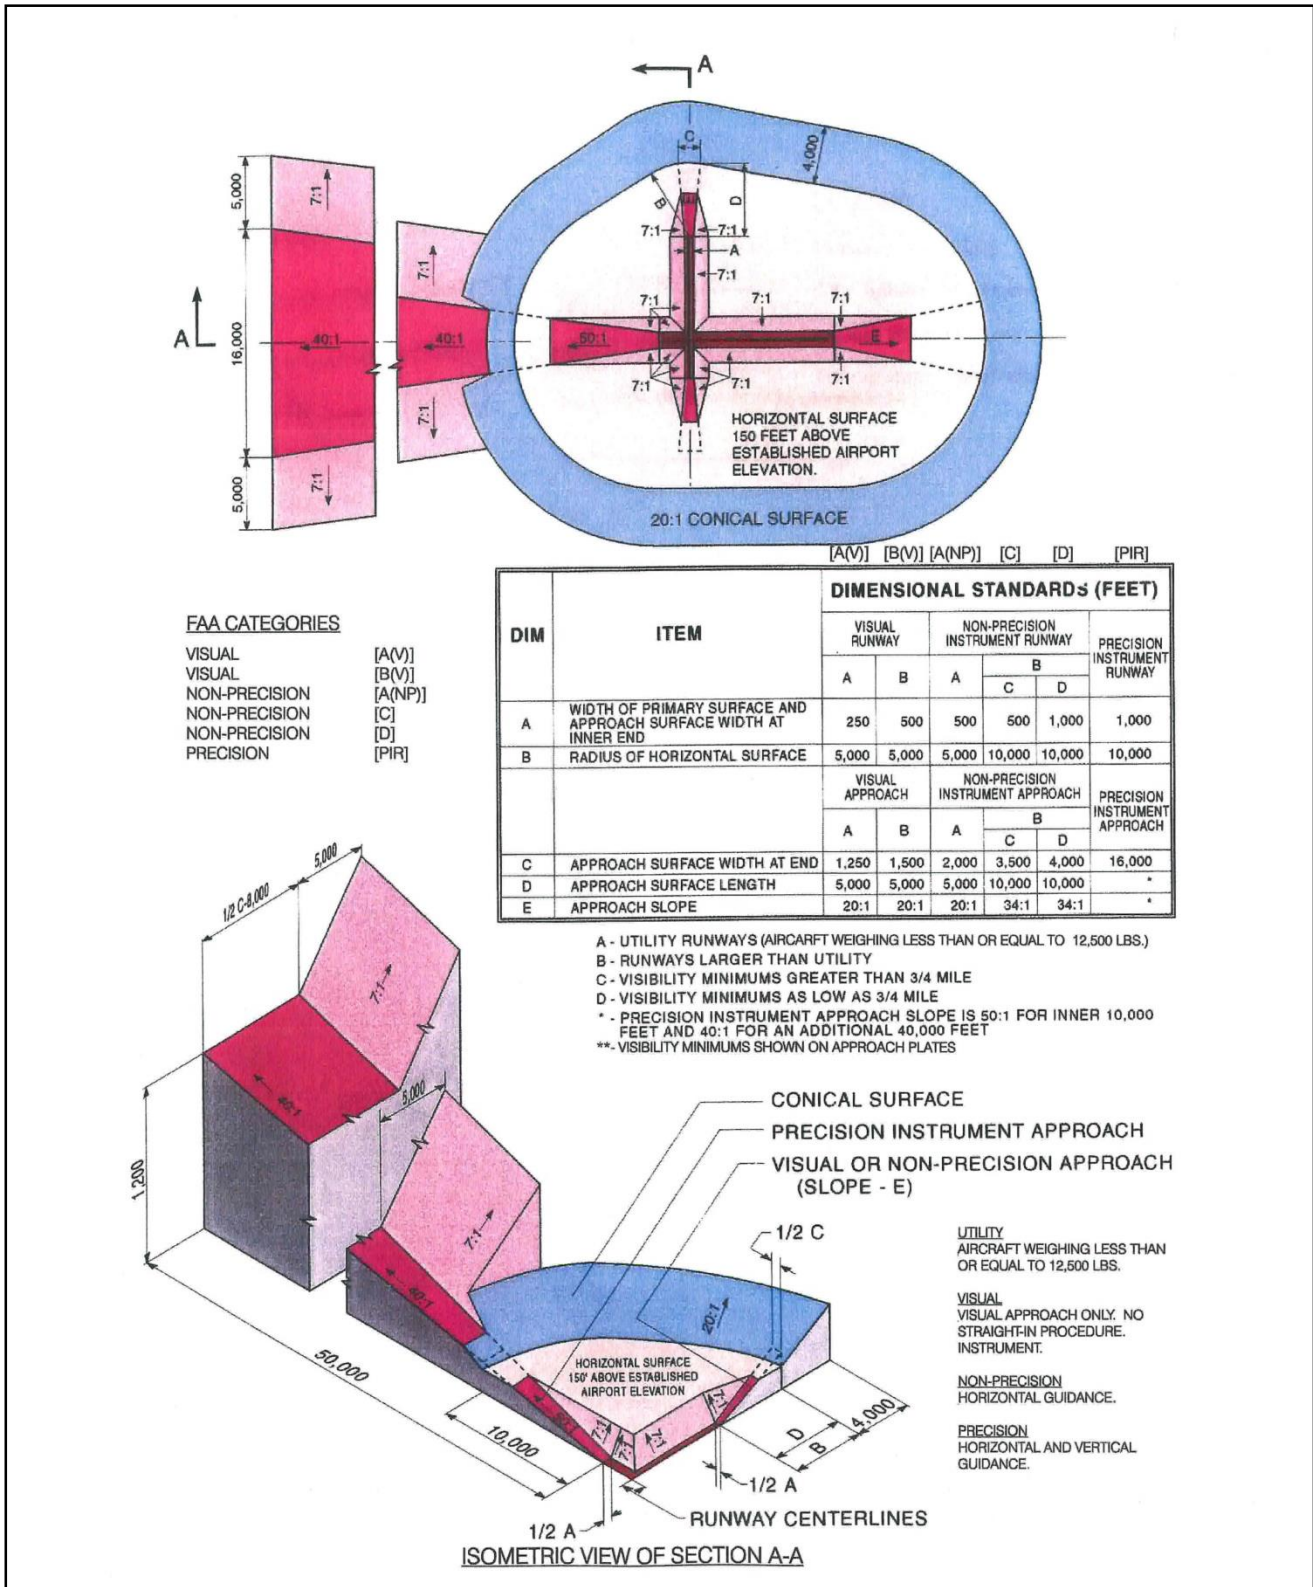 A
C
4,000
5,000
7:1
B
D
7:1
7:1
A
7:1
7:1
7:1
7:1
7:1
A
16,000
40:1
40:1
50:1
E
7:1
7:1
7:1
7:1
HORIZONTAL SURFACE
150 FEET ABOVE
ESTABLISHED AIRPORT
ELEVATION.
5,000
7:1
20:1 CONICAL SURFACE
[A(V)] [B(V)] [A(NP)] [C] [D] [PIR]
DIMENSIONAL STANDARDS (FEET)
DIM ITEM
VISUAL RUNWAY
NON-PRECISION INSTRUMENT RUNWAY
PRECISION INSTRUMENT RUNWAY
A B A B
C D
A WIDTH OF PRIMARY SURFACE AND APPROACH SURFACE WIDTH AT INNER END 250 500 500 500 1,000 1,000
B RADIUS OF HORIZONTAL SURFACE 5,000 5,000 5,000 10,000 10,000 10,000
VISUAL APPROACH
NON-PRECISION INSTRUMENT APPROACH
PRECISION INSTRUMENT APPROACH
A B A B
C D
C APPROACH SURFACE WIDTH AT END 1,250 1,500 2,000 3,500 4,000 16,000
D APPROACH SURFACE LENGTH 5,000 5,000 5,000 10,000 10,000 *
E APPROACH SLOPE 20:1 20:1 20:1 34:1 34:1 *
FAA CATEGORIES
VISUAL [A(V)]
VISUAL [B(V)]
NON-PRECISION [A(NP)]
NON-PRECISION [C]
NON-PRECISION [D]
PRECISION [PIR]
A - UTILITY RUNWAYS (AIRCARFT WEIGHING LESS THAN OR EQUAL TO 12,500 LBS.)
B - RUNWAYS LARGER THAN UTILITY
C - VISIBILITY MINIMUMS GREATER THAN 3/4 MILE
D - VISIBILITY MINIMUMS AS LOW AS 3/4 MILE
* - PRECISION INSTRUMENT APPROACH SLOPE IS 50:1 FOR INNER 10,000
FEET AND 40:1 FOR AN ADDITIONAL 40,000 FEET
**- VISIBILITY MINIMUMS SHOWN ON APPROACH PLATES
5,000
1/2 C-8,000
7:1
40:1
5,000
1,200
7:1
40:1
CONICAL SURFACE
PRECISION INSTRUMENT APPROACH
VISUAL OR NON-PRECISION APPROACH
(SLOPE - E)
1/2 C
20:1
HORIZONTAL SURFACE
150' ABOVE ESTABLISHED
AIRPORT ELEVATION
50,000
10,000
50:1
7:1
7:1
7:1
7:1
D
B
4,000
1/2 A
1/2 A
RUNWAY CENTERLINES
UTILITY
AIRCRAFT WEIGHING LESS THAN
OR EQUAL TO 12,500 LBS.
VISUAL
VISUAL APPROACH ONLY. NO
STRAIGHT-IN PROCEDURE.
INSTRUMENT.
NON-PRECISION
HORIZONTAL GUIDANCE.
PRECISION
HORIZONTAL AND VERTICAL
GUIDANCE.
ISOMETRIC VIEW OF SECTION A-A